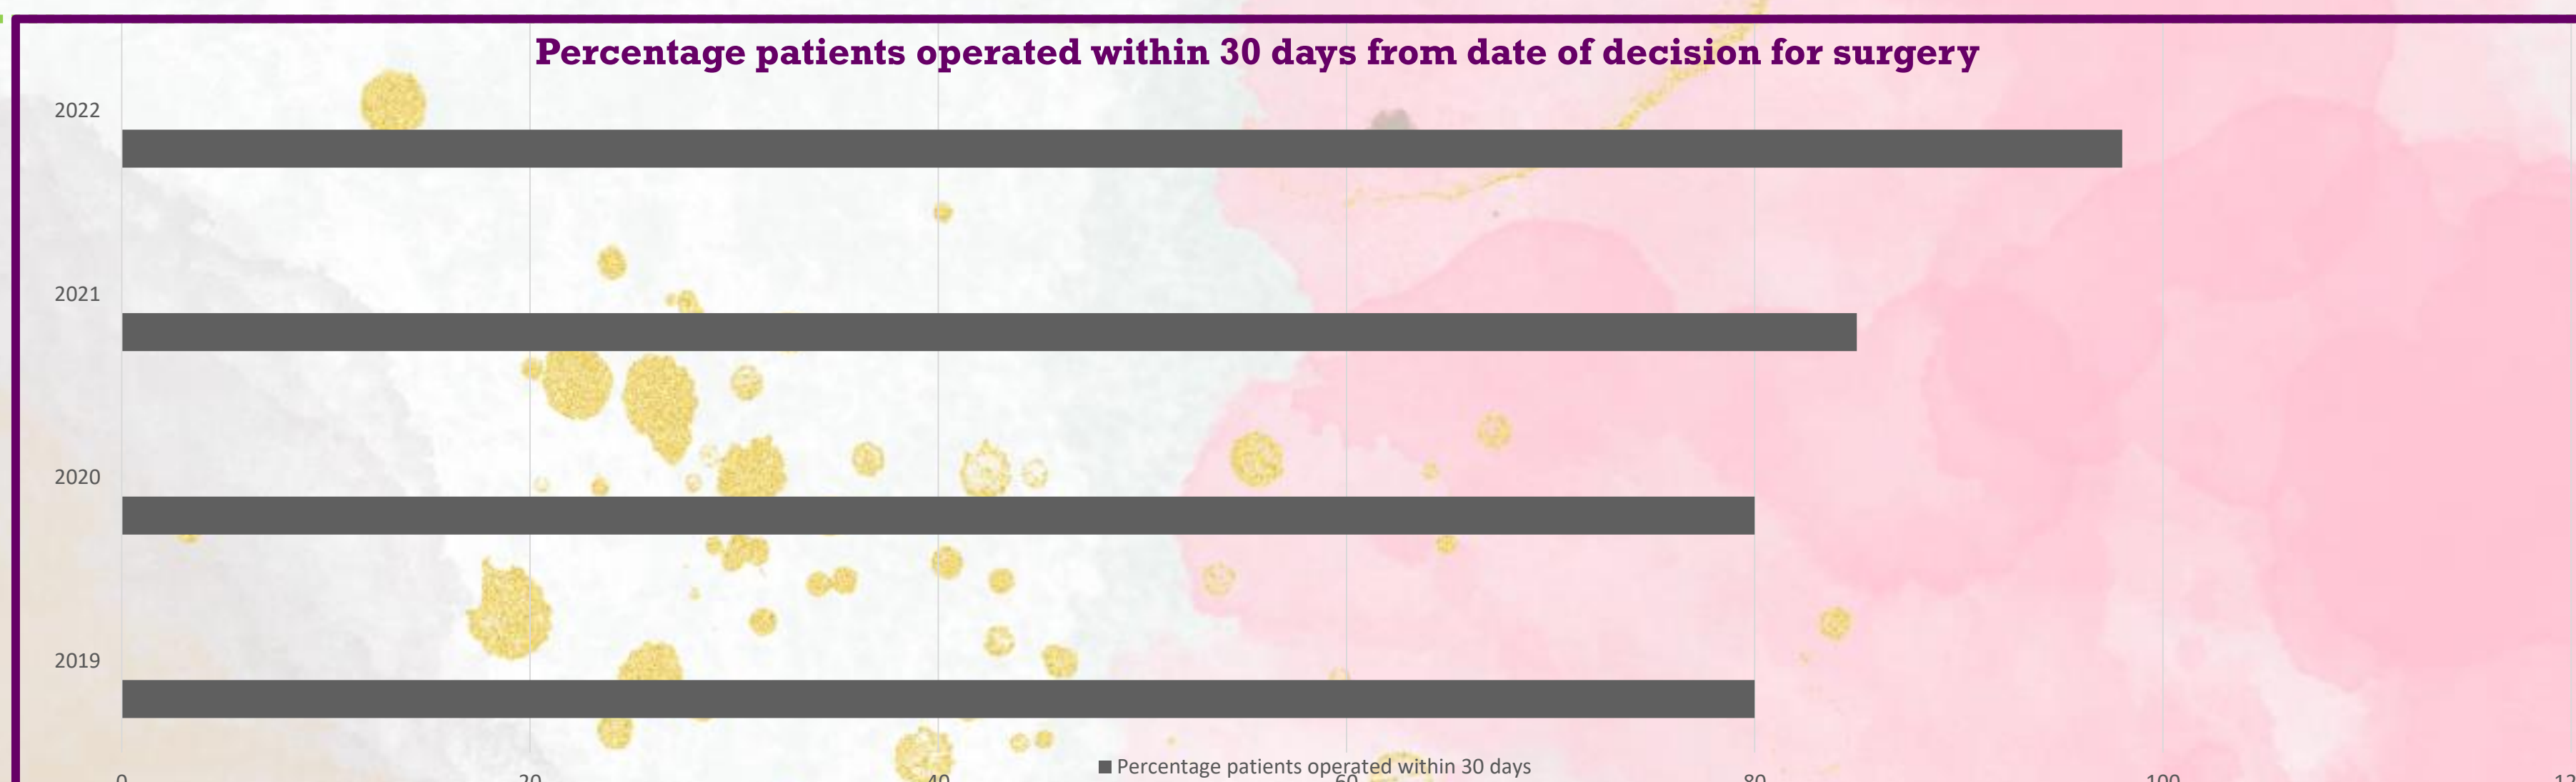 Percentage patients operated within 30 days from date of decision for surgery
2022
2021
2020
2019
Percentage patients operated within 30 days
0 20 40 60 80 100